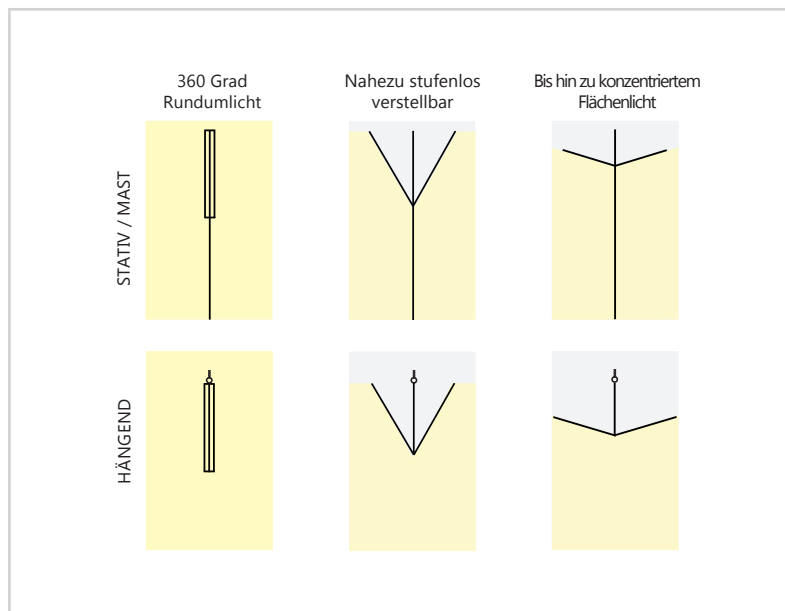 360 Grad
Rundumlicht
Nahezu stufenlos
verstellbar
Bis hin zu konzentriertem
Flächenlicht
STATIV / MAST
HÄNGEND